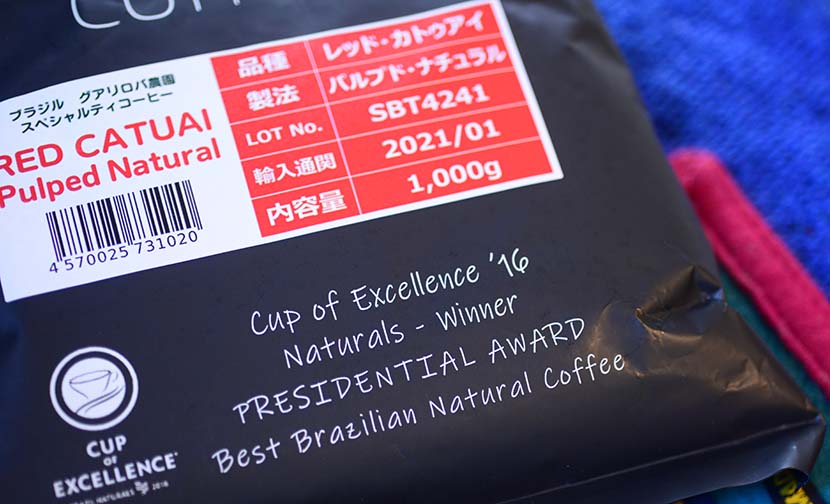 ブラジル グアリロバ農園
スペシャルティコーヒー
RED CATUAI
Pulped Natural
4 570025 731020
品種 レッド・カトゥアイ
製法 パルプド・ナチュラル
LOT No. SBT4241
輸入通関 2021/01
内容量 1,000g
Cup of Excellence '16
Naturals - Winner
PRESIDENTIAL AWARD
Best Brazilian Natural Coffee
CUP
OF
EXCELLENCE
NATURALS 2016